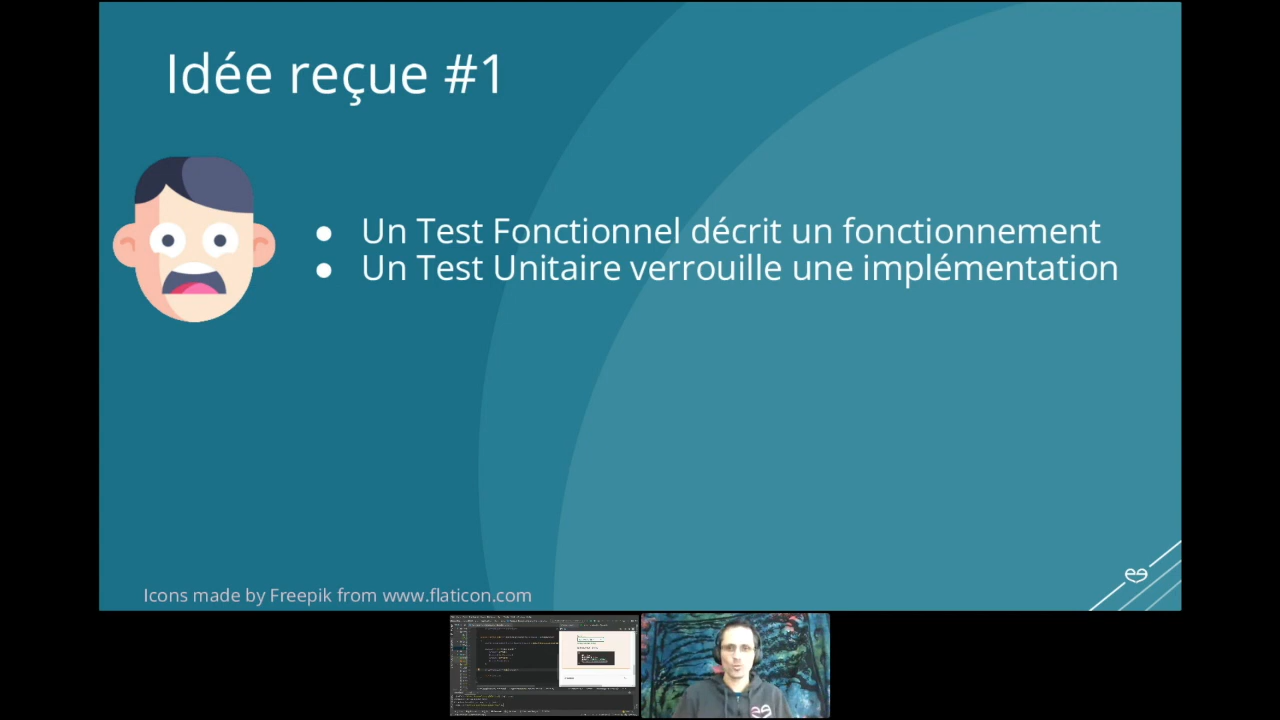 Idée reçue #1
● Un Test Fonctionnel décrit un fonctionnement
● Un Test Unitaire verrouille une implémentation
Icons made by Freepik from www.flaticon.com